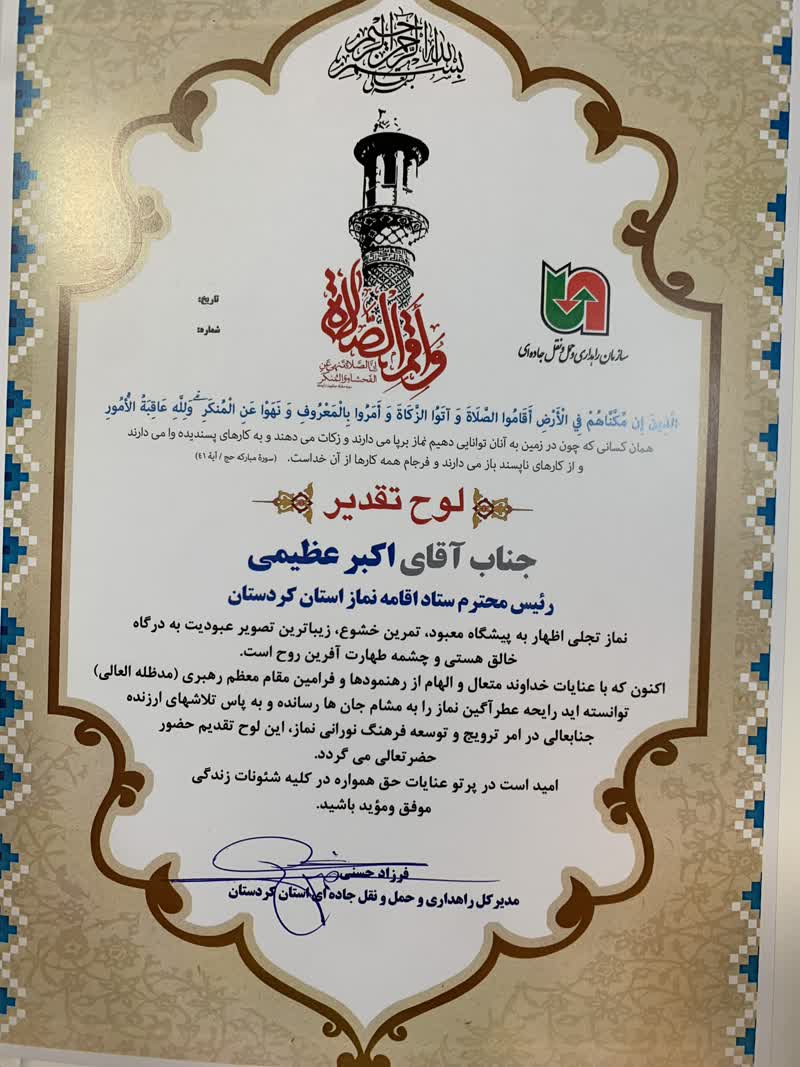 بسم الله الرحمن الرحیم
تاریخ:
شماره:
وأقم الصلاة
إن الصلاة تنهى عن
الفحشاء والمنکر
سازمان راهداری و حمل و نقل جاده‌ای
الَّذِينَ إِن مَّكَّنَّاهُمْ فِي الْأَرْضِ أَقَامُوا الصَّلَاةَ وَ آتَوُا الزَّكَاةَ وَ أَمَرُوا بِالْمَعْرُوفِ وَ نَهَوْا عَنِ الْمُنكَرِ ۗ وَلِلَّهِ عَاقِبَةُ الْأُمُورِ
همان کسانی که چون در زمین به آنان توانایی دهیم نماز برپا می دارند و زکات می دهند و به کارهای پسندیده وا می دارند
و از کارهای ناپسند باز می دارند و فرجام همه کارها از آن خداست. (سورهٔ مبارکه حج / آیهٔ ۴۱)
لوح تقدیر
جناب آقای اکبر عظیمی
رئیس محترم ستاد اقامه نماز استان کردستان
نماز تجلی اظهار به پیشگاه معبود، تمرین خشوع، زیباترین تصویر عبودیت به درگاه
خالق هستی و چشمه طهارت آفرین روح است.
اکنون که با عنایات خداوند متعال و الهام از رهنمودها و فرامین مقام معظم رهبری (مدظله العالی)
توانسته اید رایحه عطرآگین نماز را به مشام جان ها رسانده و به پاس تلاشهای ارزنده
جنابعالی در امر ترویج و توسعه فرهنگ نورانی نماز، این لوح تقدیم حضور
حضرتعالی می گردد.
امید است در پرتو عنایات حق همواره در کلیه شئونات زندگی
موفق ومؤید باشید.
فرزاد حسنی
مدیرکل راهداری و حمل و نقل جاده ای استان کردستان